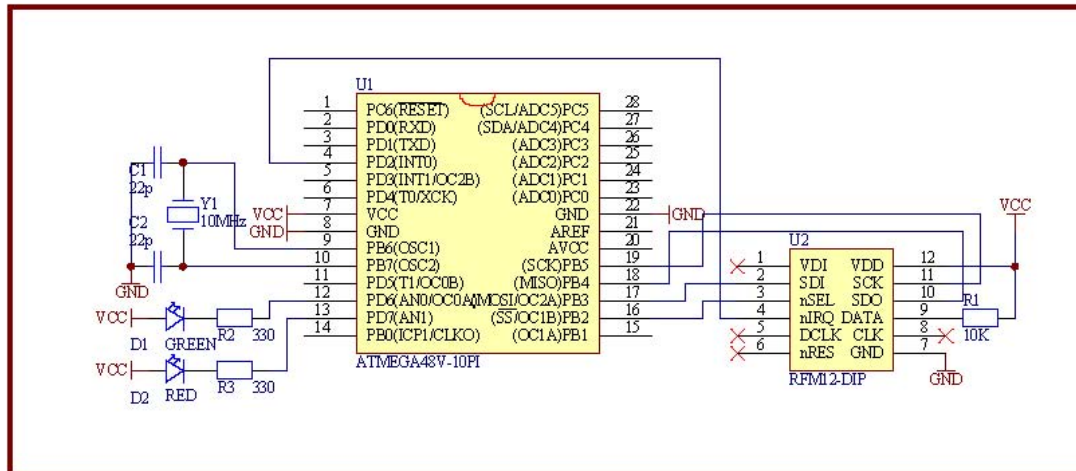 U1
1 PC6(RESET) (SCL/ADC5)PC5 28
2 PD0(RXD) (SDA/ADC4)PC4 27
3 PD1(TXD) (ADC3)PC3 26
4 PD2(INT0) (ADC2)PC2 25
5 PD3(INT1/OC2B) (ADC1)PC1 24
6 PD4(T0/XCK) (ADC0)PC0 23
7 VCC GND 22
8 GND AREF 21
9 PB6(OSC1) AVCC 20
10 PB7(OSC2) (SCK)PB5 19
11 PD5(T1/OC0B) (MISO)PB4 18
12 PD6(AN0/OC0A) (MOSI/OC2A)PB3 17
13 PD7(AN1) (SS/OC1B)PB2 16
14 PB0(ICP1/CLKO) (OC1A)PB1 15
ATMEGA48V-10PI
C1
22p
Y1
10MHz
C2
22p
GND
VCC
GND
GND
VCC
D1 GREEN R2 330
VCC
D2 RED R3 330
VCC
U2
1 VDI VDD 12
2 SDI SCK 11
3 nSEL SDO 10
4 nIRQ DATA 9
5 DCLK CLK 8
6 nRES GND 7
RFM12-DIP
R1
10K
GND